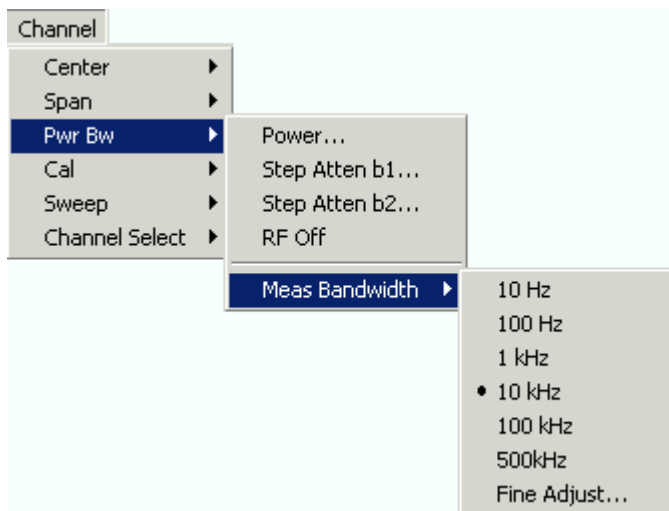 Channel
Center
Span
Pwr Bw
Cal
Sweep
Channel Select
Power...
Step Atten b1...
Step Atten b2...
RF Off
Meas Bandwidth
10 Hz
100 Hz
1 kHz
10 kHz
100 kHz
500kHz
Fine Adjust...